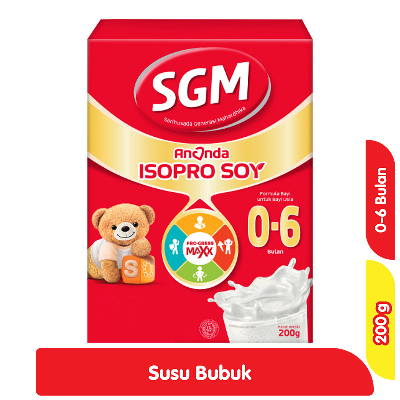 SGM
Sarihusada Generasi Mahardhika
Ananda
ISOPRO SOY
Formula Bayi
untuk Bayi Usia
0-6
Bulan
PRO-GRESS
MAXX
S
200g
0-6 Bulan
200 g
Susu Bubuk